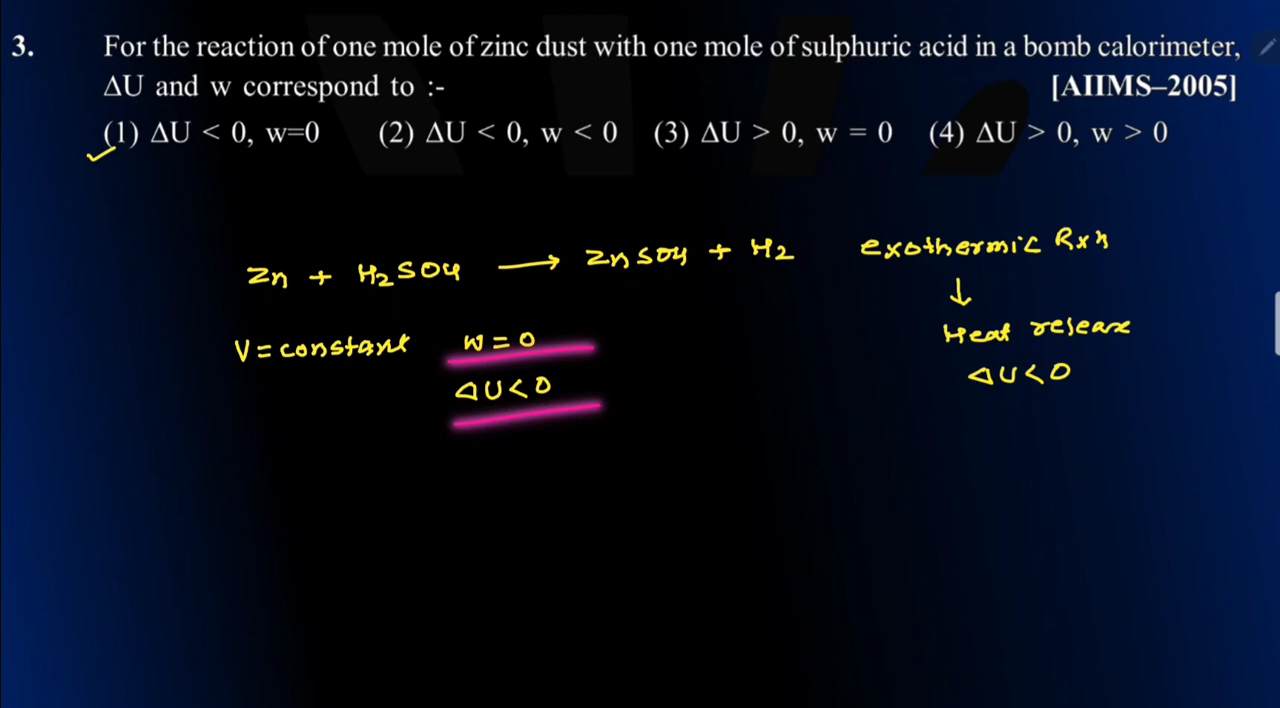 3. For the reaction of one mole of zinc dust with one mole of sulphuric acid in a bomb calorimeter,
ΔU and w correspond to :- [AIIMS–2005]
(1) ΔU < 0, w=0 (2) ΔU < 0, w < 0 (3) ΔU > 0, w = 0 (4) ΔU > 0, w > 0
Zn + H2SO4 → ZnSO4 + H2 exothermic Rxn
↓
Heat release
V = constant w = 0
ΔU < 0 ΔU < 0